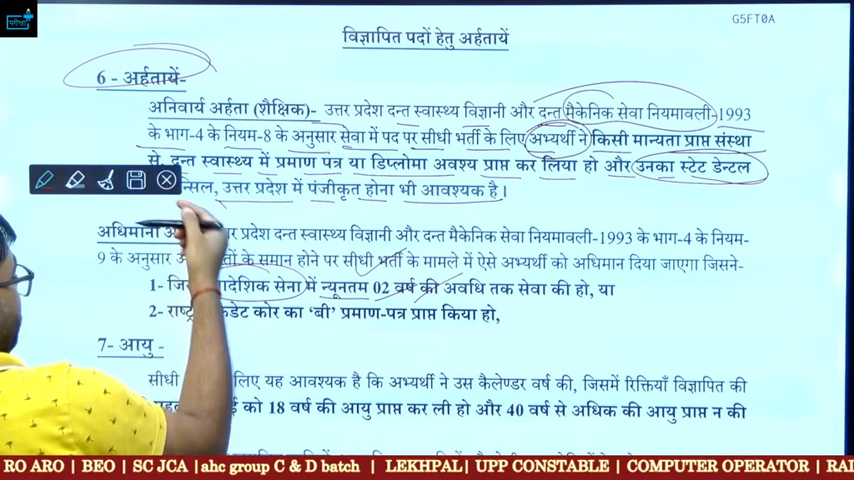 परीक्षा
G5FT0A
विज्ञापित पदों हेतु अर्हतायें
6 - अर्हतायें-
अनिवार्य अर्हता (शैक्षिक)- उत्तर प्रदेश दन्त स्वास्थ्य विज्ञानी और दन्त मैकेनिक सेवा नियमावली-1993
के भाग-4 के नियम-8 के अनुसार सेवा में पद पर सीधी भर्ती के लिए अभ्यर्थी ने किसी मान्यता प्राप्त संस्था
से दन्त स्वास्थ्य में प्रमाण पत्र या डिप्लोमा अवश्य प्राप्त कर लिया हो और उनका स्टेट डेन्टल
उत्तर प्रदेश में पंजीकृत होना भी आवश्यक है।
प्रदेश दन्त स्वास्थ्य विज्ञानी और दन्त मैकेनिक सेवा नियमावली-1993 के भाग-4 के नियम-
9 के अनुसार के समान होने पर सीधी भर्ती के मामले में ऐसे अभ्यर्थी को अधिमान दिया जाएगा जिसने-
1- सेना में न्यूनतम 02 वर्ष की अवधि तक सेवा की हो, या
2- कोर का ‘बी’ प्रमाण-पत्र प्राप्त किया हो,
7- आयु -
सीधी लिए यह आवश्यक है कि अभ्यर्थी ने उस कैलेण्डर वर्ष की, जिसमें रिक्तियाँ विज्ञापित की
को 18 वर्ष की आयु प्राप्त कर ली हो और 40 वर्ष से अधिक की आयु प्राप्त न की
RO ARO | BEO | SC JCA |ahc group C & D batch | LEKHPAL| UPP CONSTABLE | COMPUTER OPERATOR | RAI